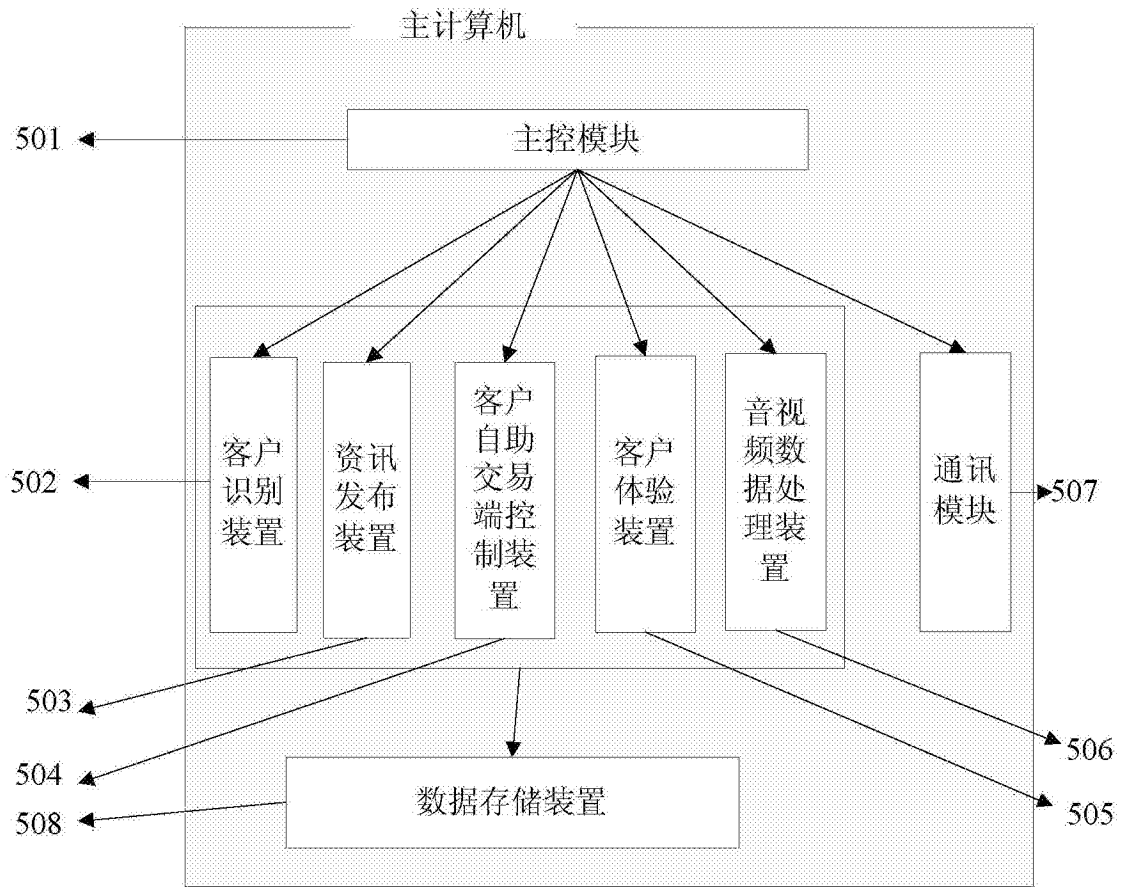 主计算机
501
主控模块
502
客户
识别
装置
资讯
发布
装置
客户
自助
交易
端控
制装
置
客户
体验
装置
音视
频数
据处
理装
置
通讯
模块
507
503
504
508
数据存储装置
506
505